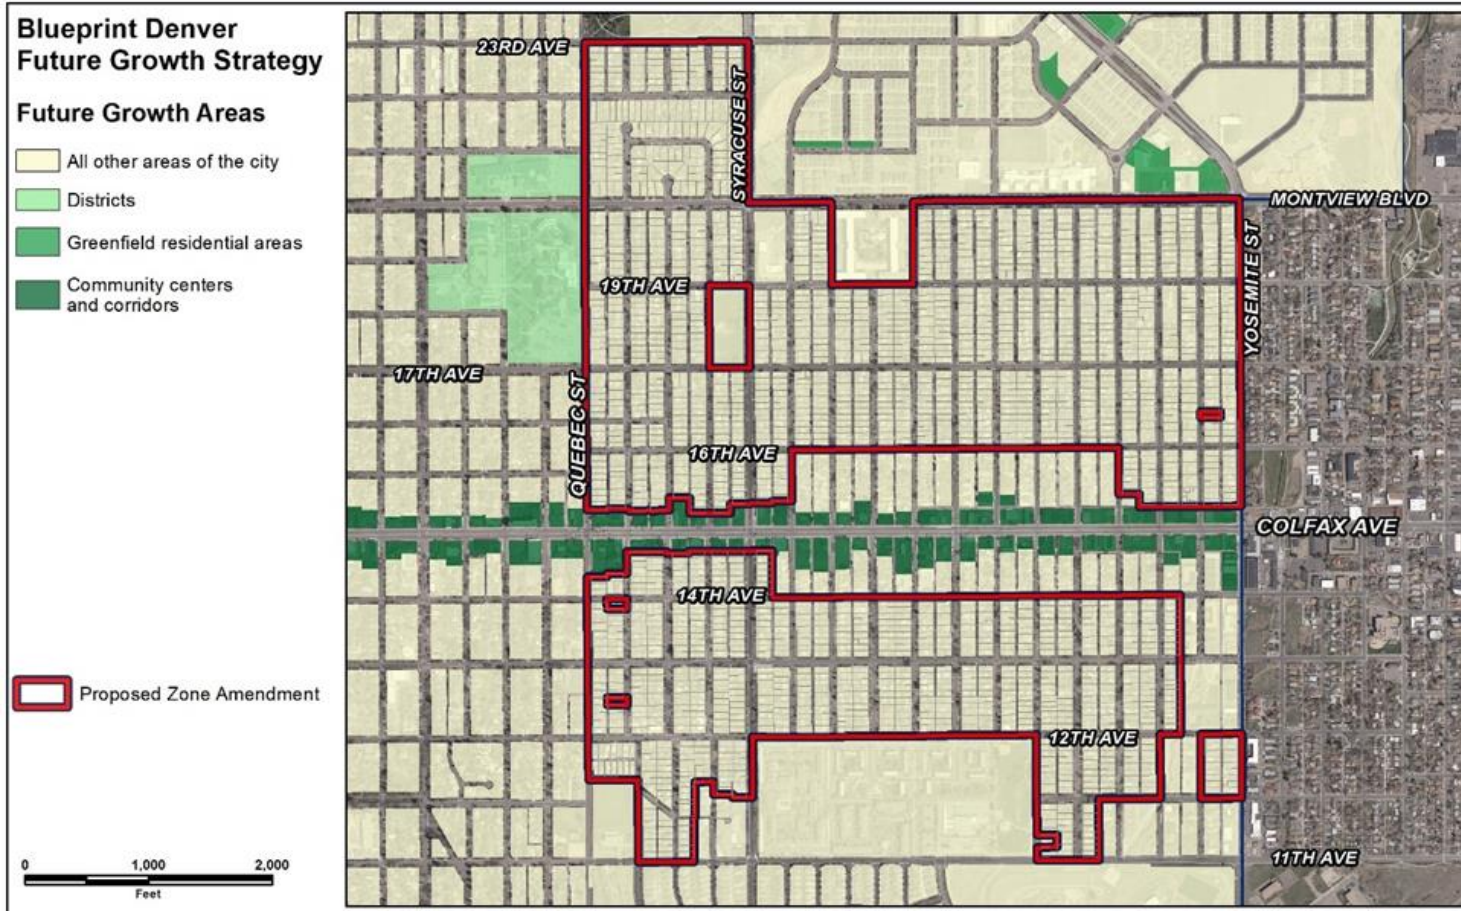 Blueprint Denver
Future Growth Strategy
Future Growth Areas
All other areas of the city
Districts
Greenfield residential areas
Community centers
and corridors
Proposed Zone Amendment
0 1,000 2,000
Feet
23RD AVE
SYRACUSE ST
MONTVIEW BLVD
19TH AVE
YOSEMITE ST
17TH AVE
QUEBEC ST
16TH AVE
COLFAX AVE
14TH AVE
12TH AVE
11TH AVE